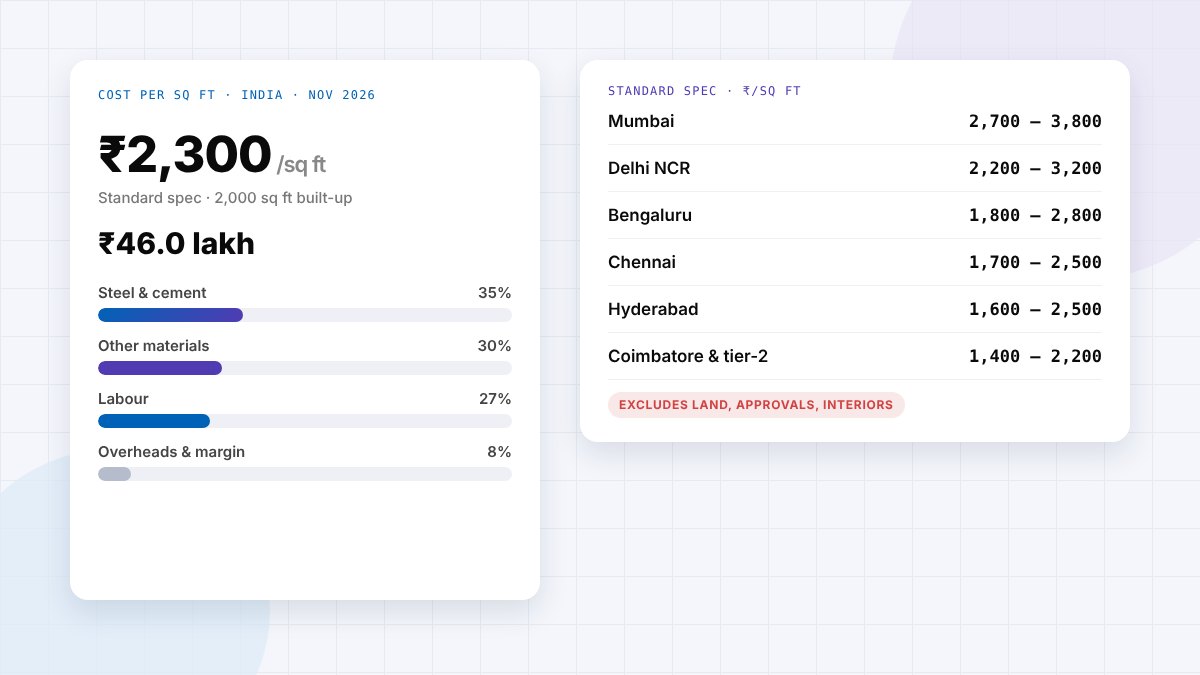 COST PER SQ FT · INDIA · NOV 2026
₹2,300 /sq ft
Standard spec · 2,000 sq ft built-up
₹46.0 lakh
Steel & cement 35%
Other materials 30%
Labour 27%
Overheads & margin 8%
STANDARD SPEC · ₹/SQ FT
Mumbai 2,700 – 3,800
Delhi NCR 2,200 – 3,200
Bengaluru 1,800 – 2,800
Chennai 1,700 – 2,500
Hyderabad 1,600 – 2,500
Coimbatore & tier-2 1,400 – 2,200
EXCLUDES LAND, APPROVALS, INTERIORS